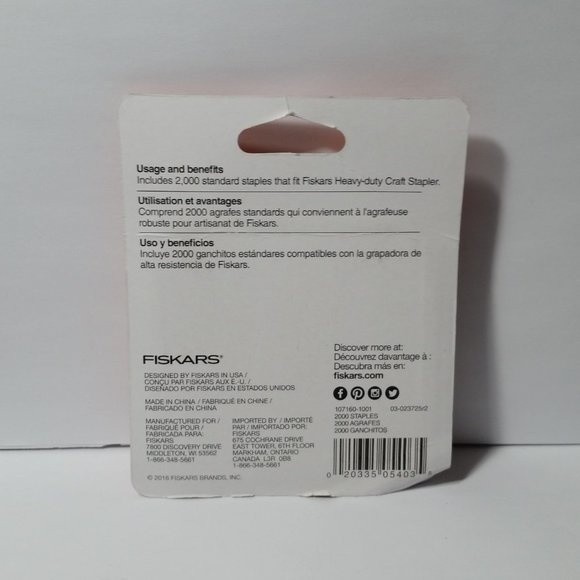 Usage and benefits
Includes 2,000 standard staples that fit Fiskars Heavy-duty Craft Stapler.
Utilisation et avantages
Comprend 2000 agrafes standards qui conviennent à l'agrafeuse
robuste pour artisanat de Fiskars.
Uso y beneficios
Incluye 2000 ganchitos estándares compatibles con la grapadora de
alta resistencia de Fiskars.
FISKARS®
DESIGNED BY FISKARS IN USA /
CONÇU PAR FISKARS AUX É.-U. /
DISEÑADO POR FISKARS EN ESTADOS UNIDOS
MADE IN CHINA / FABRIQUÉ EN CHINE /
FABRICADO EN CHINA
MANUFACTURED FOR /
FABRIQUÉ POUR /
FABRICADA PARA:
FISKARS
7800 DISCOVERY DRIVE
MIDDLETON, WI 53562
1-866-348-5661
IMPORTED BY / IMPORTÉ
PAR / IMPORTADO POR:
FISKARS CANADA, INC.
675 COCHRANE DRIVE
EAST TOWER, 6TH FLOOR
MARKHAM, ONTARIO
CANADA L3R 0B8
1-866-348-5661
© 2016 FISKARS BRANDS, INC.
Discover more at:
Découvrez davantage à :
Descubra más en:
fiskars.com
107160-1001 03-023725r2
2000 STAPLES
2000 AGRAFES
2000 GANCHITOS
0 20335 05403 8